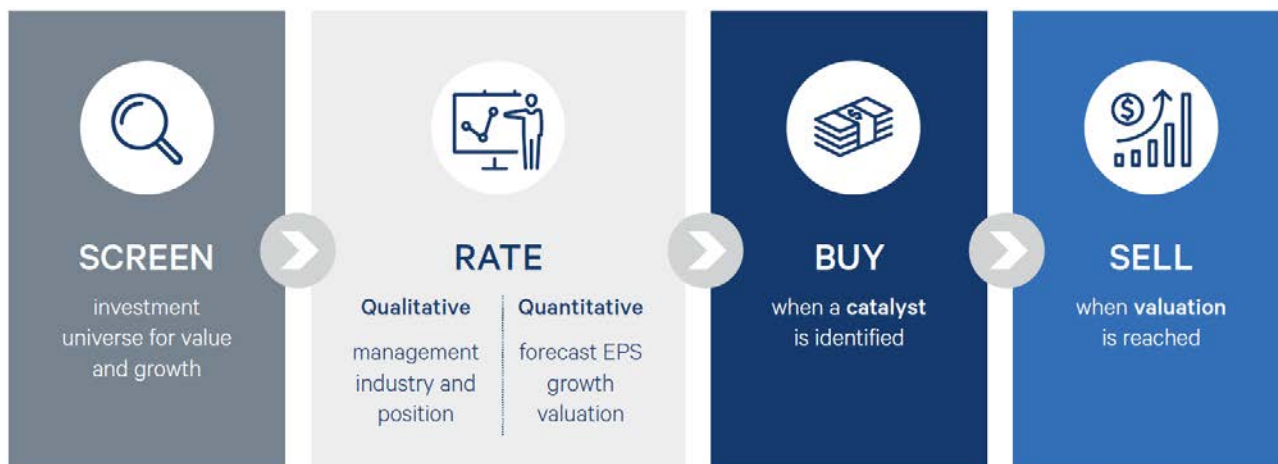 SCREEN
investment
universe for value
and growth
RATE
Qualitative
management
industry and
position
Quantitative
forecast EPS
growth
valuation
BUY
when a catalyst
is identified
SELL
when valuation
is reached